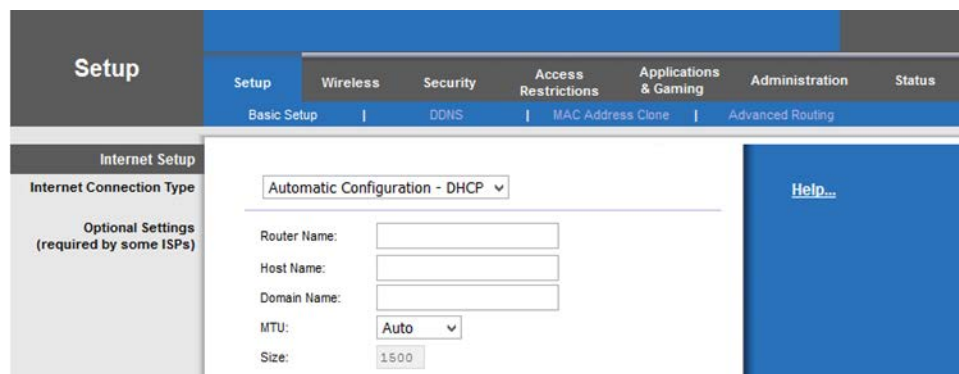 Setup
Setup Wireless Security Access Restrictions Applications & Gaming Administration Status
Basic Setup | DDNS | MAC Address Clone | Advanced Routing
Internet Setup
Internet Connection Type
Automatic Configuration - DHCP
Help...
Optional Settings
(required by some ISPs)
Router Name:
Host Name:
Domain Name:
MTU: Auto
Size: 1500